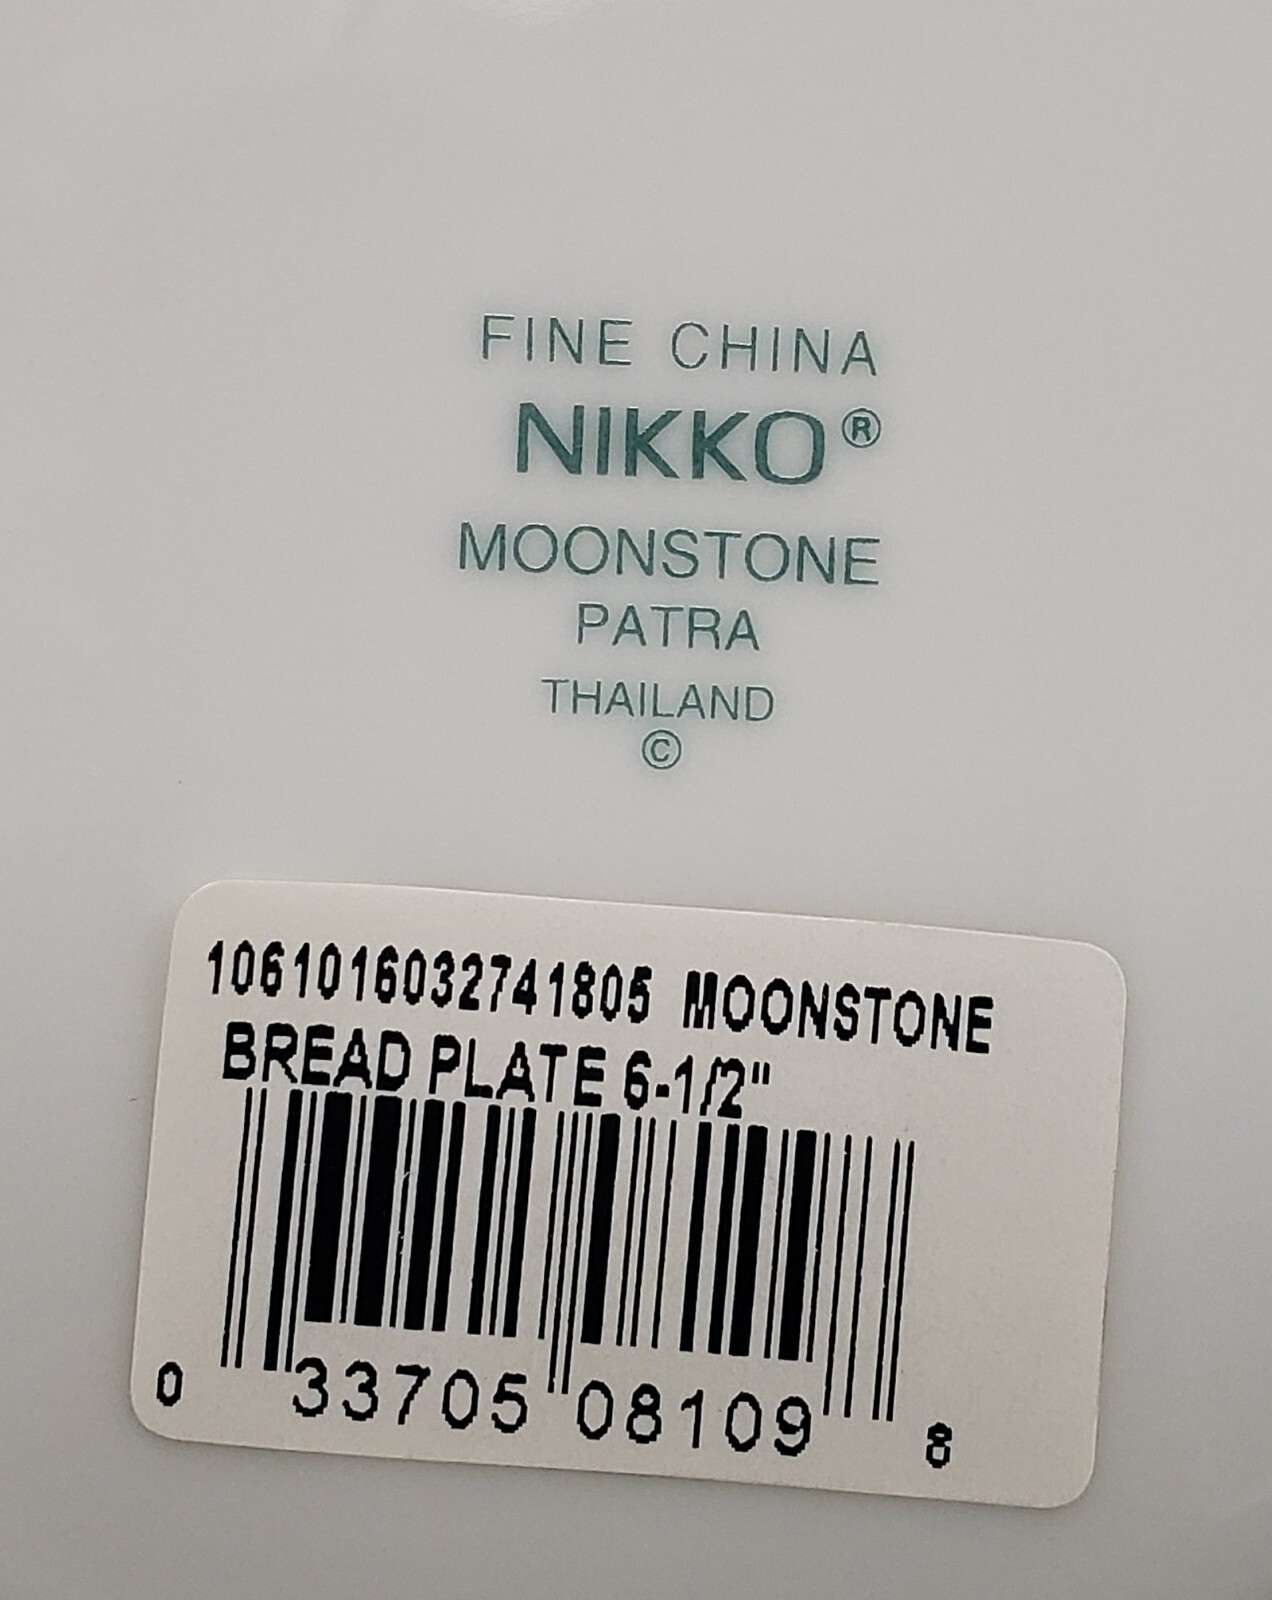 FINE CHINA
NIKKO®
MOONSTONE
PATRA
THAILAND
©
1061016032741805 MOONSTONE
BREAD PLATE 6-1/2"
0 33705 08109 8